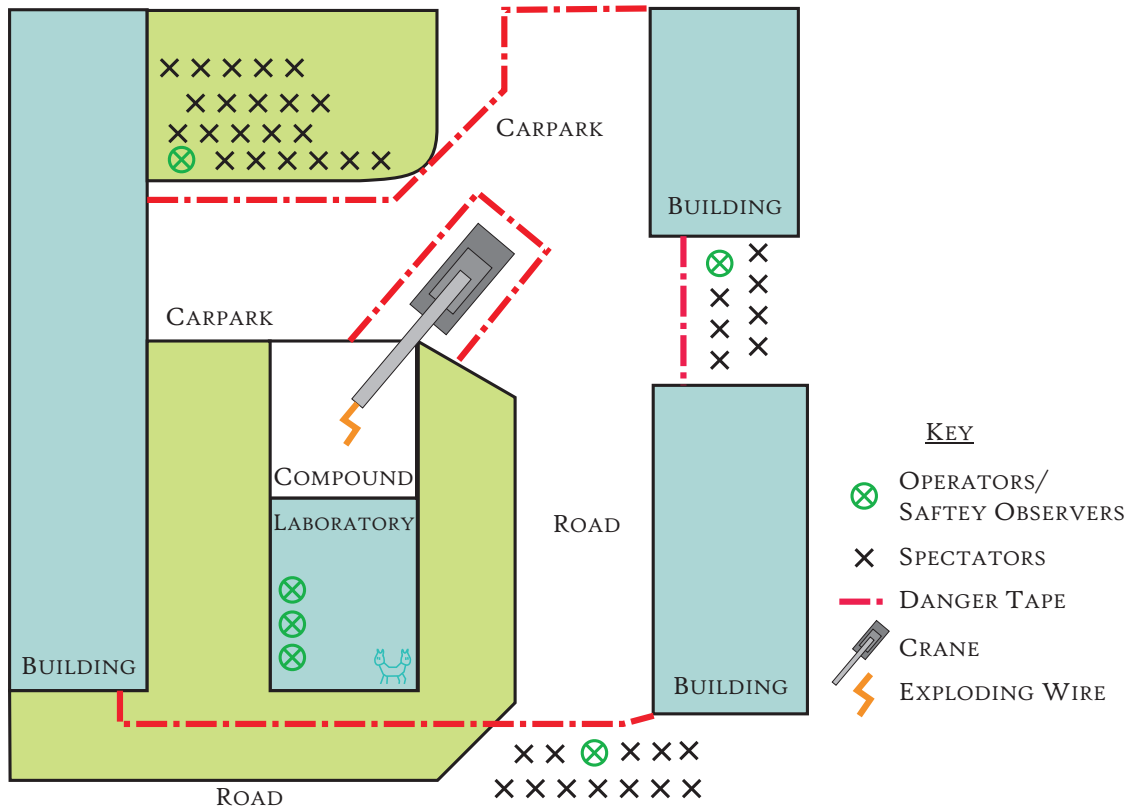 CARPARK
BUILDING
CARPARK
COMPOUND
LABORATORY
ROAD
BUILDING
BUILDING
ROAD
KEY
OPERATORS/
SAFTEY OBSERVERS
SPECTATORS
DANGER TAPE
CRANE
EXPLODING WIRE